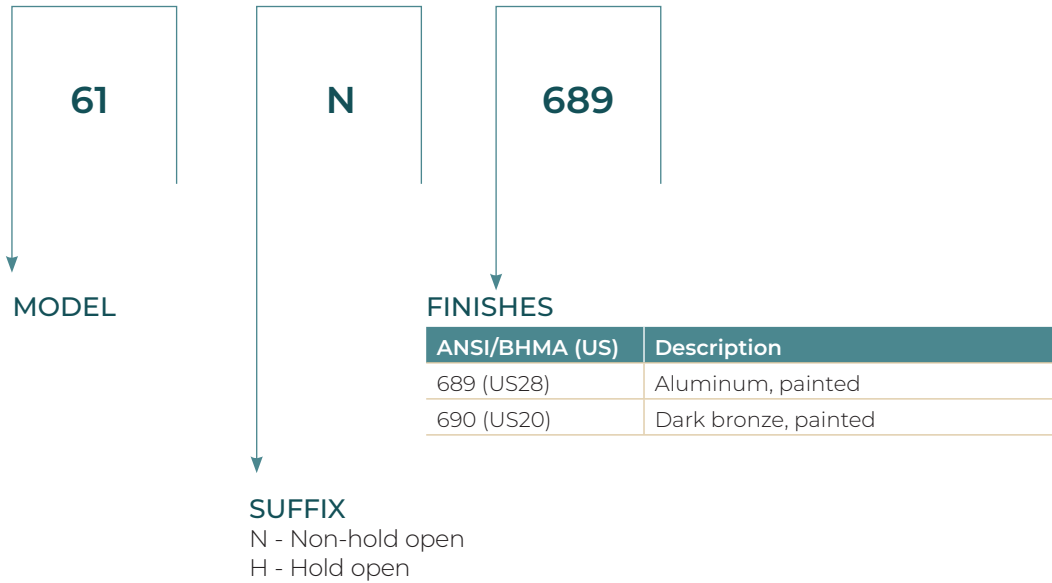 61 N 689
MODEL
FINISHES
ANSI/BHMA (US) Description
689 (US28) Aluminum, painted
690 (US20) Dark bronze, painted
SUFFIX
N - Non-hold open
H - Hold open